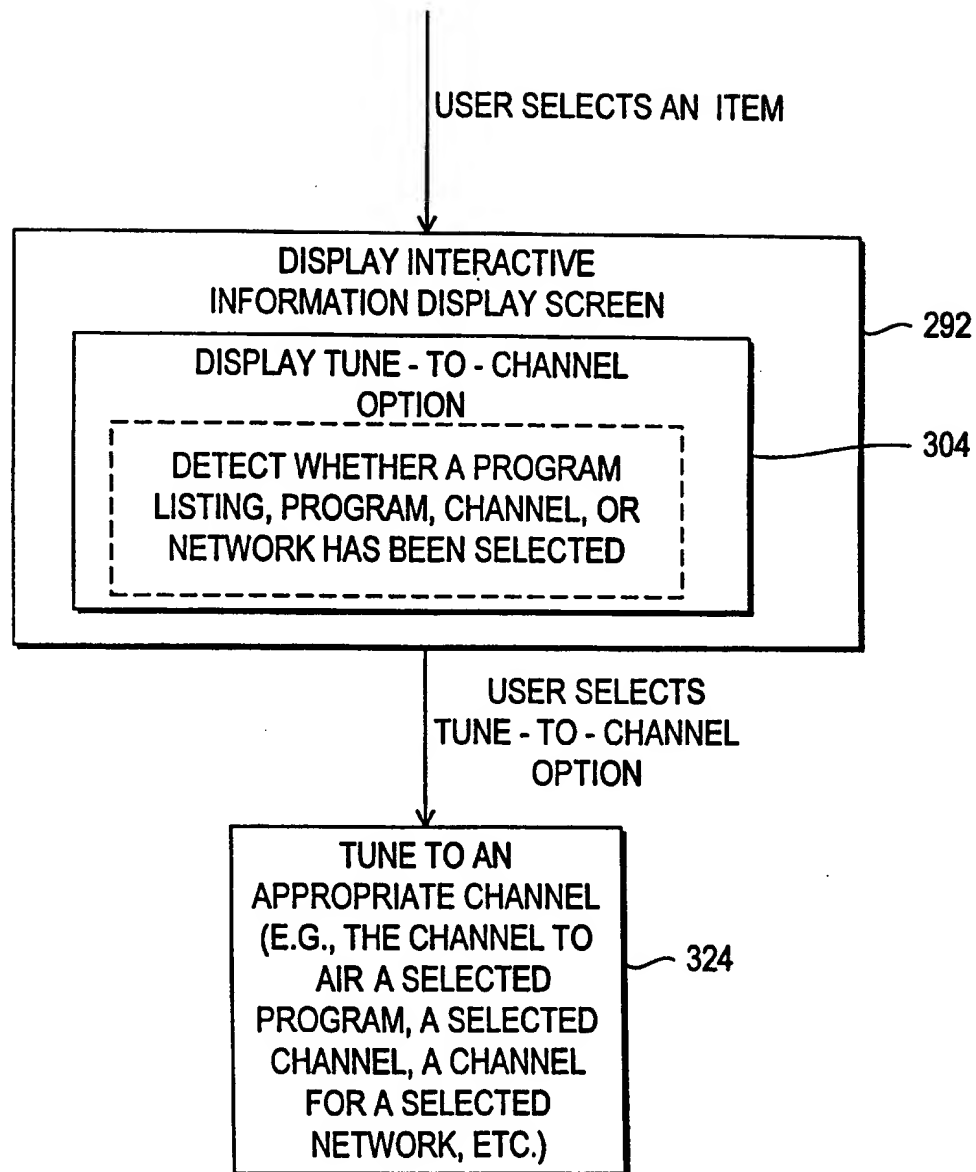 USER SELECTS AN ITEM
DISPLAY INTERACTIVE
INFORMATION DISPLAY SCREEN
292
DISPLAY TUNE - TO - CHANNEL
OPTION
304
DETECT WHETHER A PROGRAM
LISTING, PROGRAM, CHANNEL, OR
NETWORK HAS BEEN SELECTED
USER SELECTS
TUNE - TO - CHANNEL
OPTION
TUNE TO AN
APPROPRIATE CHANNEL
(E.G., THE CHANNEL TO
AIR A SELECTED
PROGRAM, A SELECTED
CHANNEL, A CHANNEL
FOR A SELECTED
NETWORK, ETC.)
324